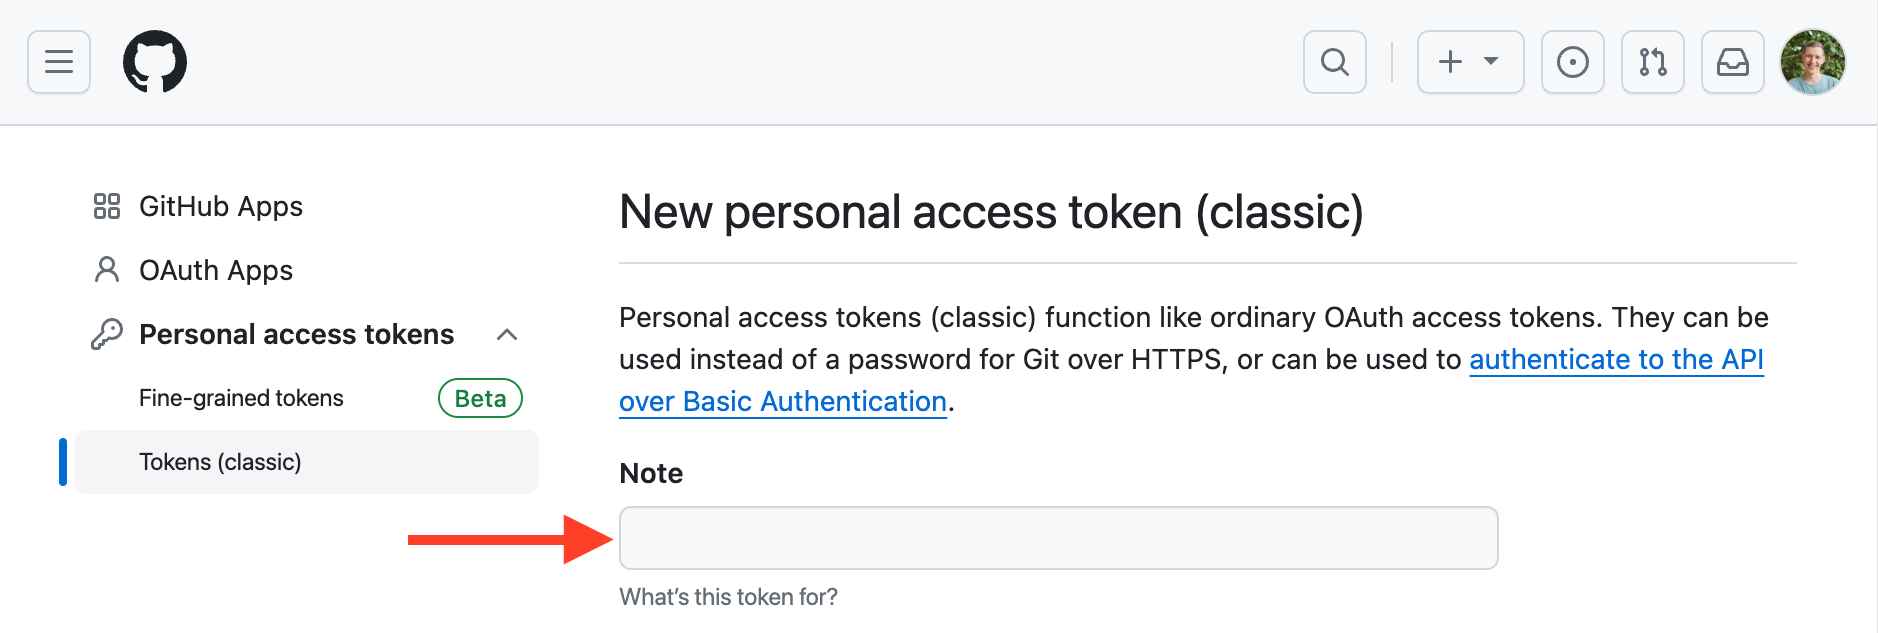 GitHub Apps
OAuth Apps
Personal access tokens
Fine-grained tokens Beta
Tokens (classic)
New personal access token (classic)
Personal access tokens (classic) function like ordinary OAuth access tokens. They can be
used instead of a password for Git over HTTPS, or can be used to authenticate to the API
over Basic Authentication.
Note
What's this token for?